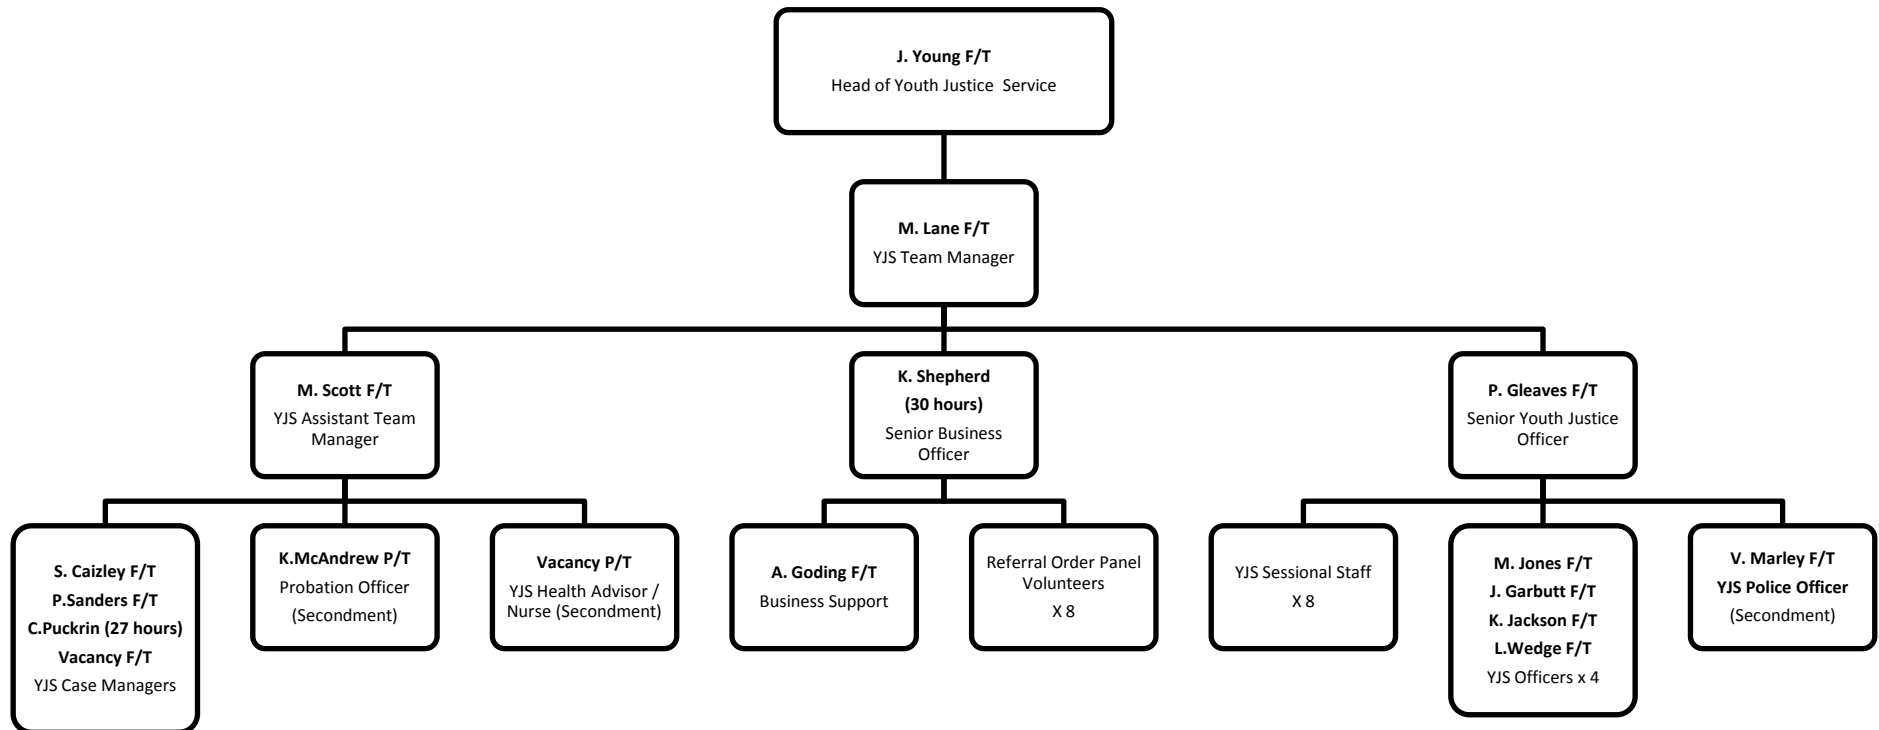 J. Young F/T
Head of Youth Justice  Service
M. Lane F/T
YJS Team Manager
M. Scott F/T
YJS Assistant Team
Manager
K. Shepherd
(30 hours)
Senior Business
Officer
P. Gleaves F/T
Senior Youth Justice
Officer
S. Caizley F/T
P.Sanders F/T
C.Puckrin (27 hours)
Vacancy F/T
YJS Case Managers
K.McAndrew P/T
Probation Officer
(Secondment)
Vacancy P/T
YJS Health Advisor /
Nurse (Secondment)
A. Goding F/T
Business Support
Referral Order Panel
Volunteers
X 8
YJS Sessional Staff
X 8
M. Jones F/T
J. Garbutt F/T
K. Jackson F/T
L.Wedge F/T
YJS Officers x 4
V. Marley F/T
YJS Police Officer
(Secondment)